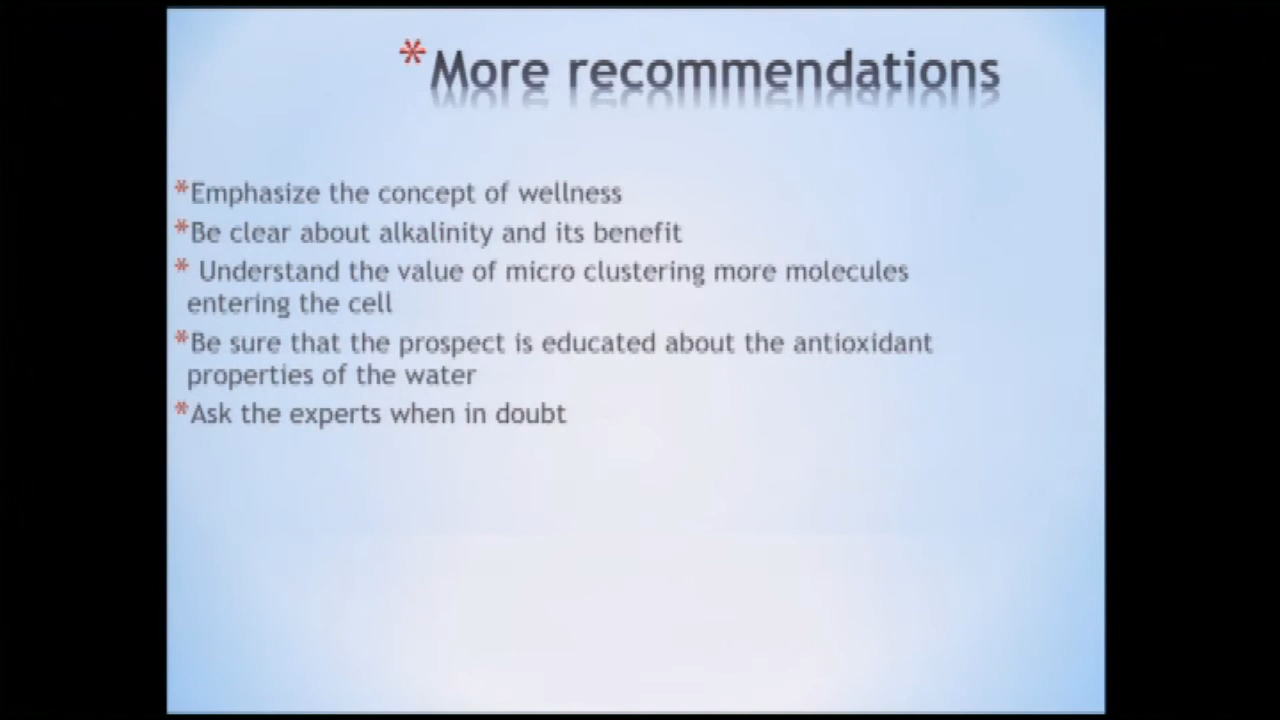 *More recommendations
*Emphasize the concept of wellness
*Be clear about alkalinity and its benefit
* Understand the value of micro clustering more molecules
entering the cell
*Be sure that the prospect is educated about the antioxidant
properties of the water
*Ask the experts when in doubt